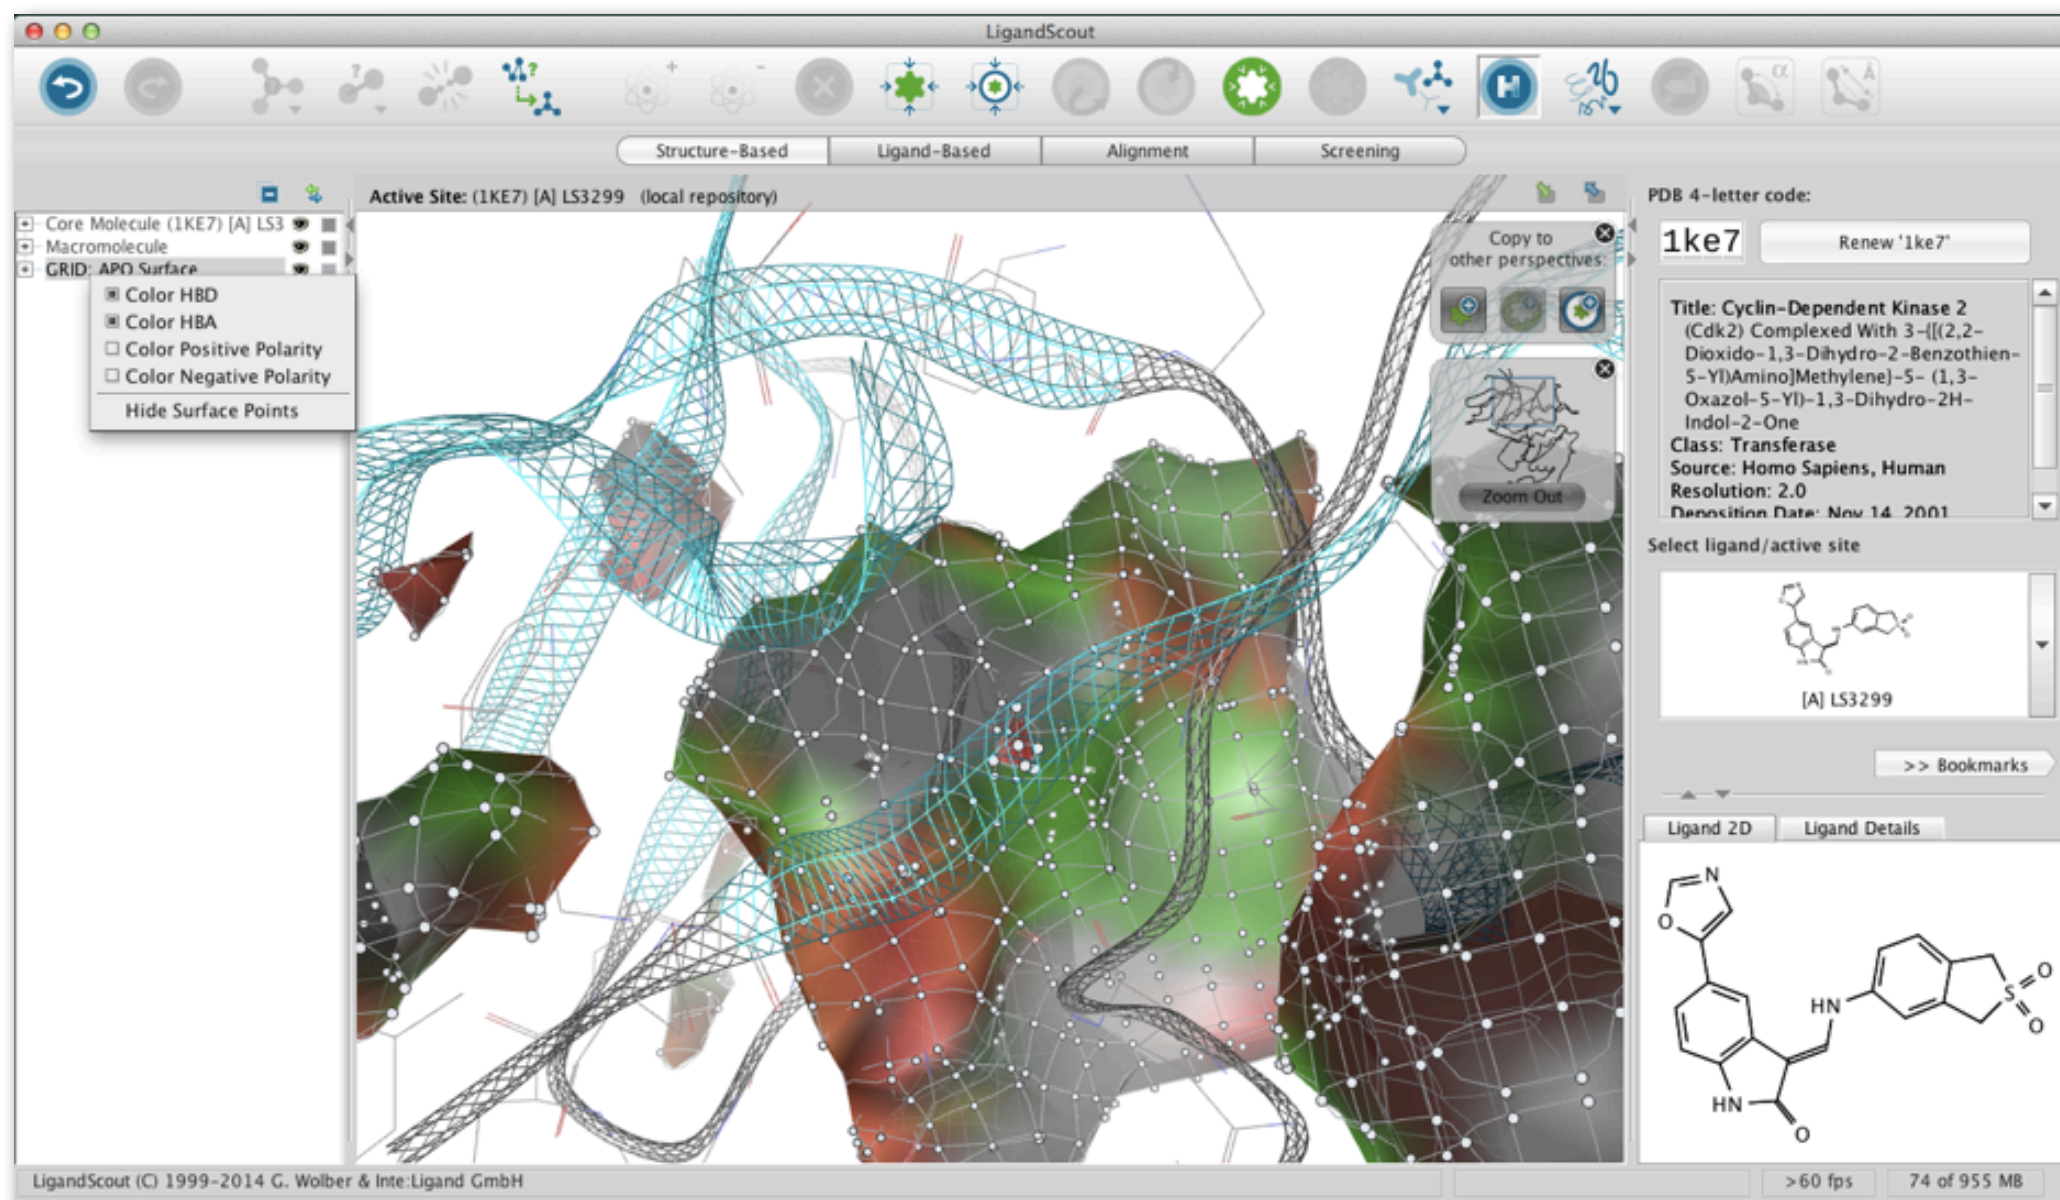 LigandScout
Structure-Based
Ligand-Based
Alignment
Screening
Core Molecule (1KE7) [A] LS3
Macromolecule
GRID: APO Surface
Color HBD
Color HBA
Color Positive Polarity
Color Negative Polarity
Hide Surface Points
Active Site: (1KE7) [A] LS3299 (local repository)
Copy to
other perspectives:
Zoom Out
PDB 4-letter code:
1ke7
Renew '1ke7'
Title: Cyclin-Dependent Kinase 2
(Cdk2) Complexed With 3-{[(2,2-
Dioxido-1,3-Dihydro-2-Benzothien-
5-Yl)Amino]Methylene}-5- (1,3-
Oxazol-5-Yl)-1,3-Dihydro-2H-
Indol-2-One
Class: Transferase
Source: Homo Sapiens, Human
Resolution: 2.0
Deposition Date: Nov 14, 2001
Select ligand/active site
[A] LS3299
>> Bookmarks
Ligand 2D
Ligand Details
N
O
HN
S
O
O
HN
O
LigandScout (C) 1999-2014 G. Wolber & Inte:Ligand GmbH
>60 fps
74 of 955 MB